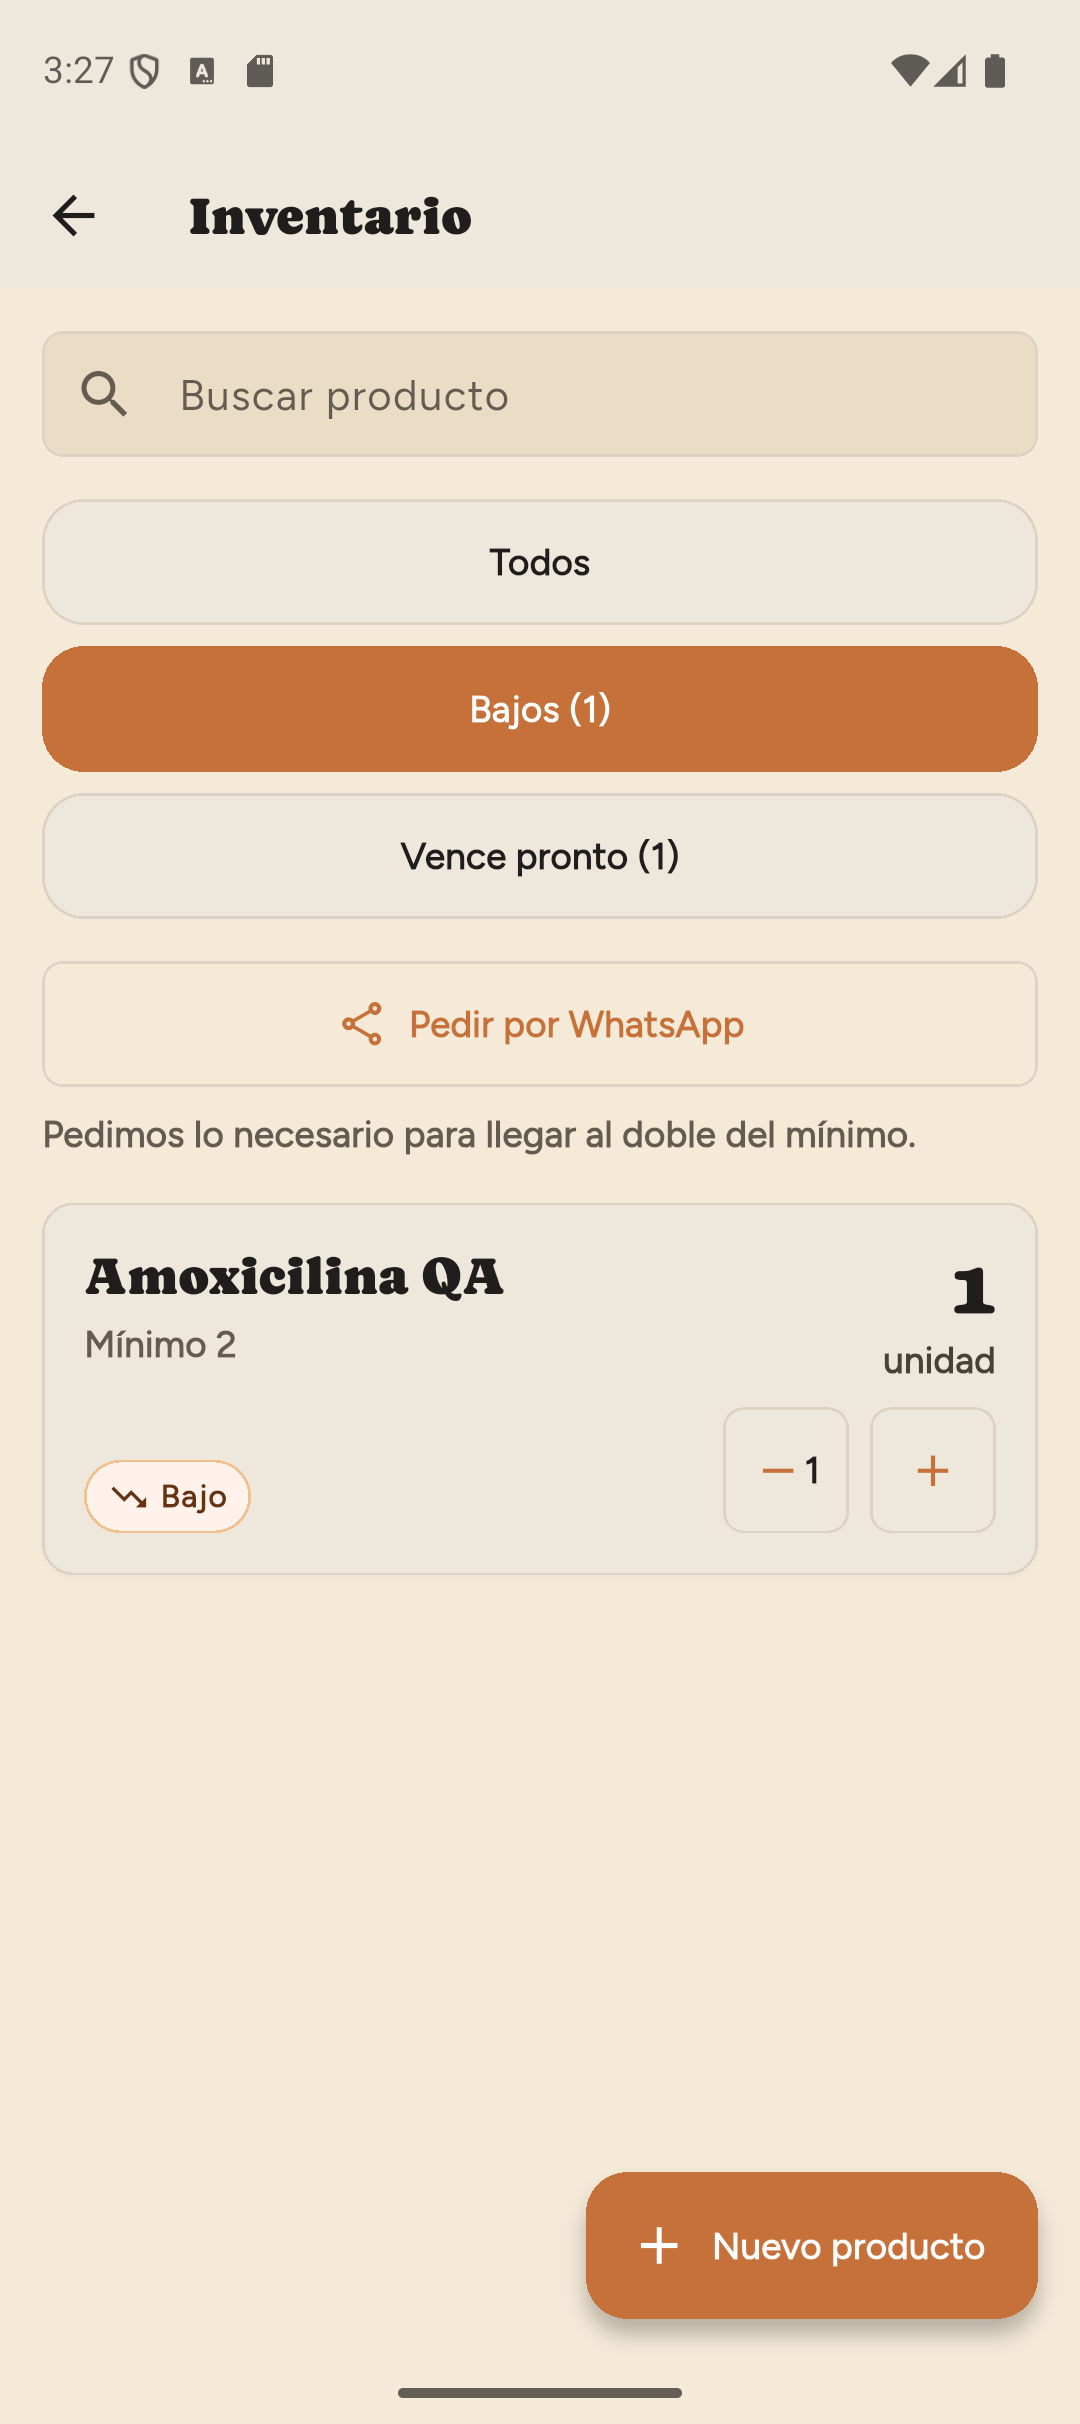 3:27
Inventario
Buscar producto
Todos
Bajos (1)
Vence pronto (1)
Pedir por WhatsApp
Pedimos lo necesario para llegar al doble del mínimo.
Amoxicilina QA
1
Mínimo 2
unidad
Bajo
− 1
+
+ Nuevo producto